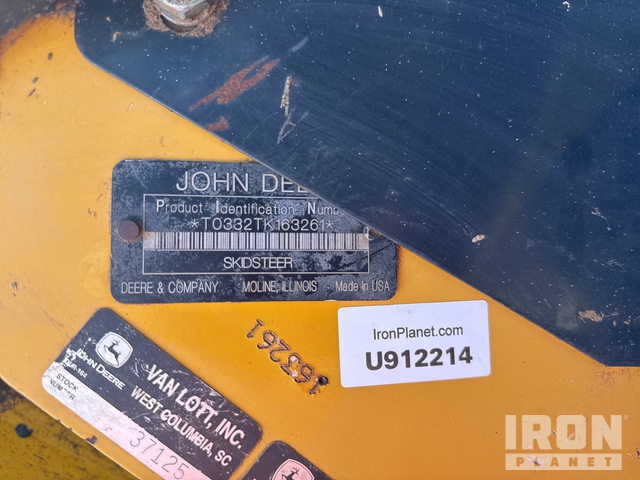 JOHN DEE
Product Identification Numb
*T0332TK163261*
SKIDSTEER
DEERE & COMPANY MOLINE, ILLINOIS Made in USA
163261
IronPlanet.com
U912214
JOHN DEERE
STOCK
NUMBER
VAN LOTT, INC.
WEST COLUMBIA, SC
37125
IRON
PLANET